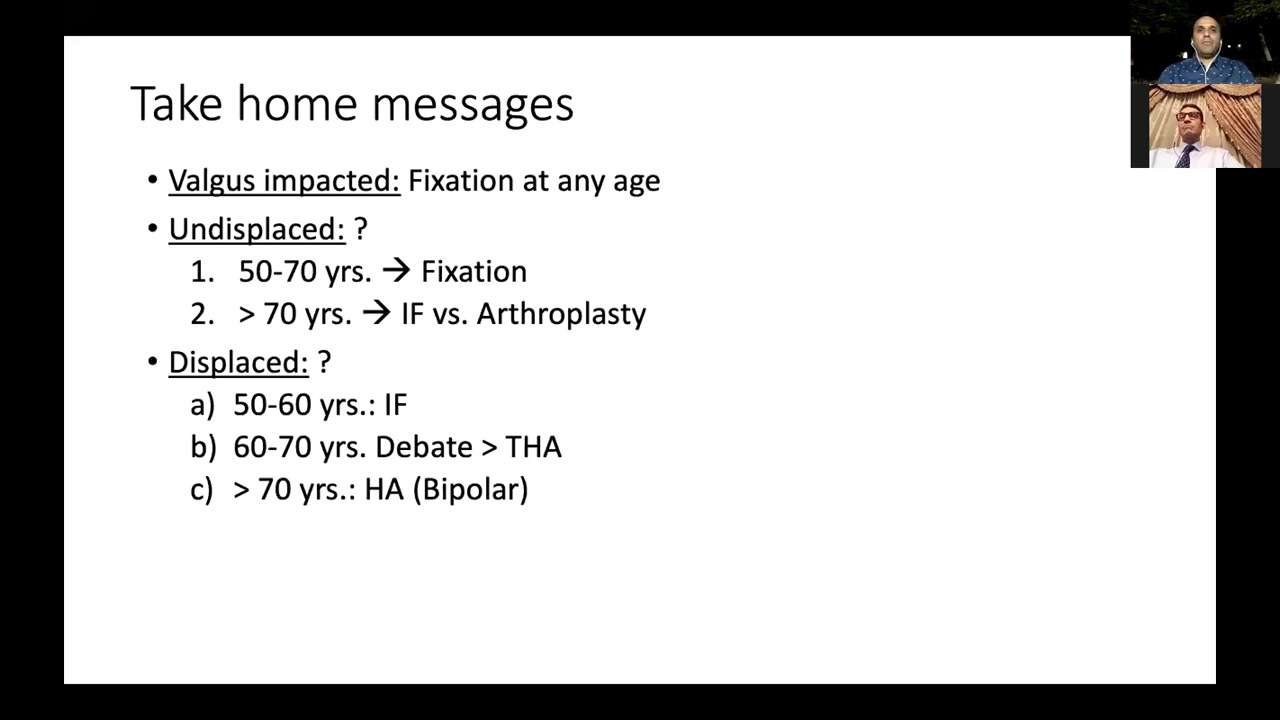 Take home messages
• Valgus impacted: Fixation at any age
• Undisplaced: ?
1. 50-70 yrs. → Fixation
2. > 70 yrs. → IF vs. Arthroplasty
• Displaced: ?
a) 50-60 yrs.: IF
b) 60-70 yrs. Debate > THA
c) > 70 yrs.: HA (Bipolar)